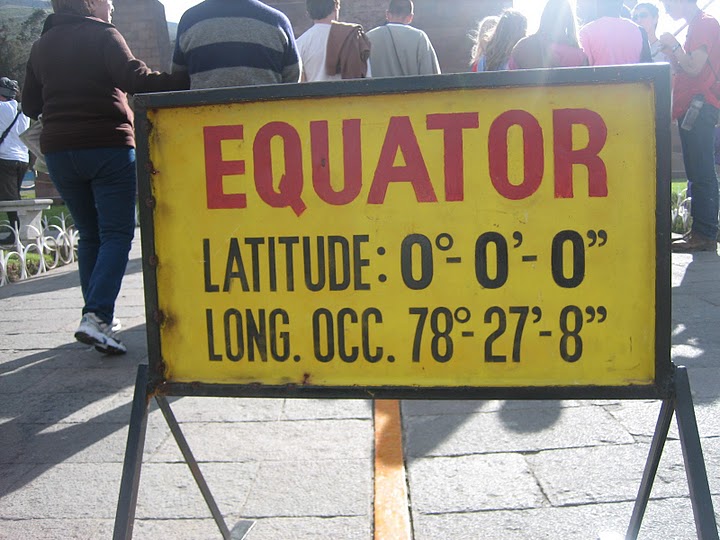 EQUATOR
LATITUDE: 0°-0'-0"
LONG. OCC. 78°-27'-8"